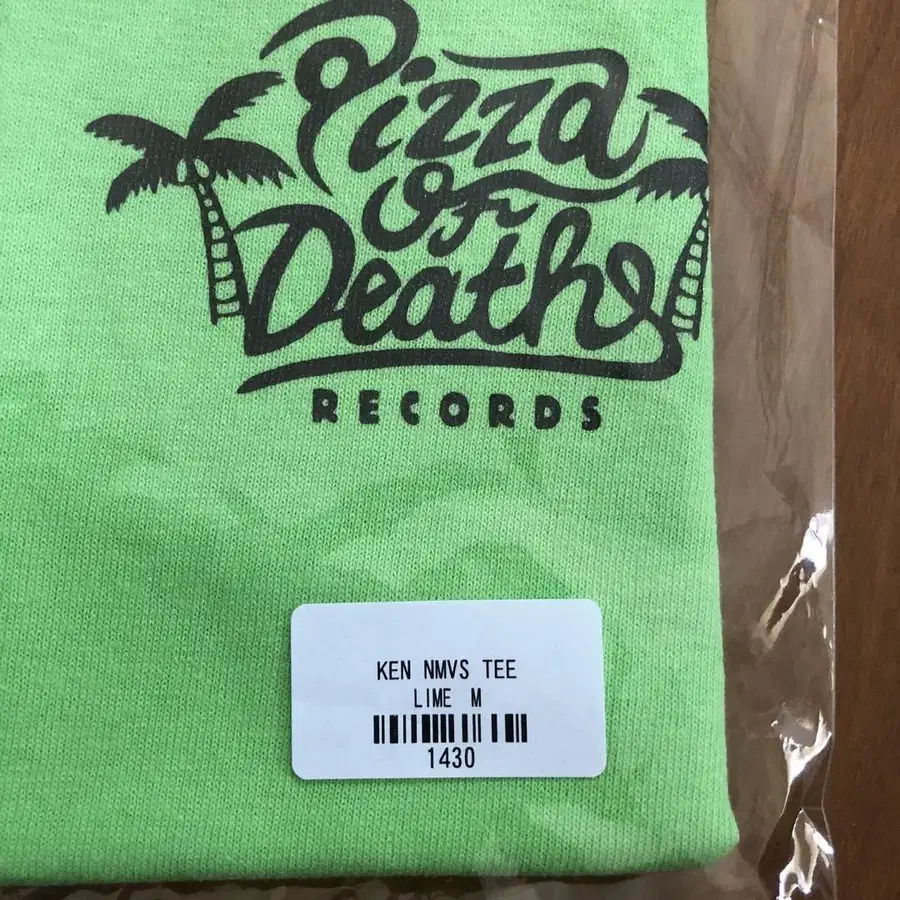 Pizza
Of
Death
RECORDS
KEN NMVS TEE
LIME M
1430